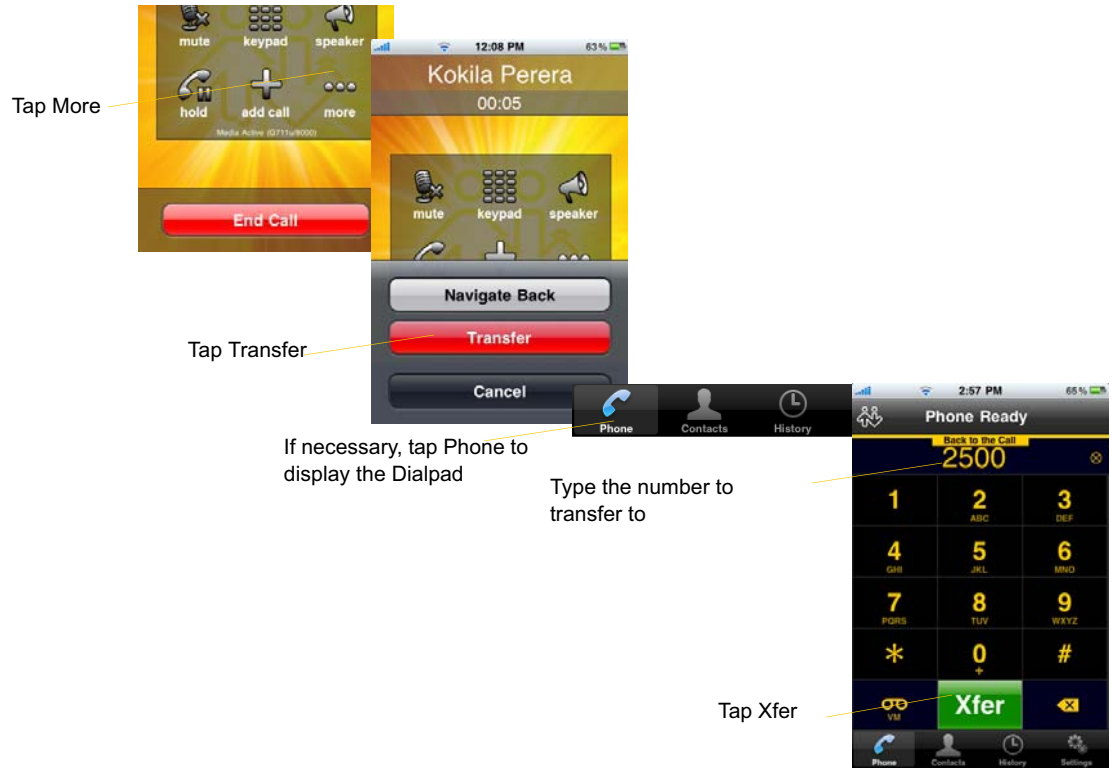 mute keypad speaker
Tap More
hold add call more
Media Active (G711u/8000)
End Call
12:08 PM 63%
Kokila Perera
00:05
mute keypad speaker
Navigate Back
Tap Transfer
Transfer
Cancel
If necessary, tap Phone to
display the Dialpad
Phone Contacts History
Type the number to
transfer to
2:57 PM 65%
Phone Ready
Back to the Call
2500
1 2 3
ABC DEF
4 5 6
GHI JKL MNO
7 8 9
PQRS TUV WXYZ
* 0 #
+
Tap Xfer
Xfer
VM
Phone Contacts History Settings